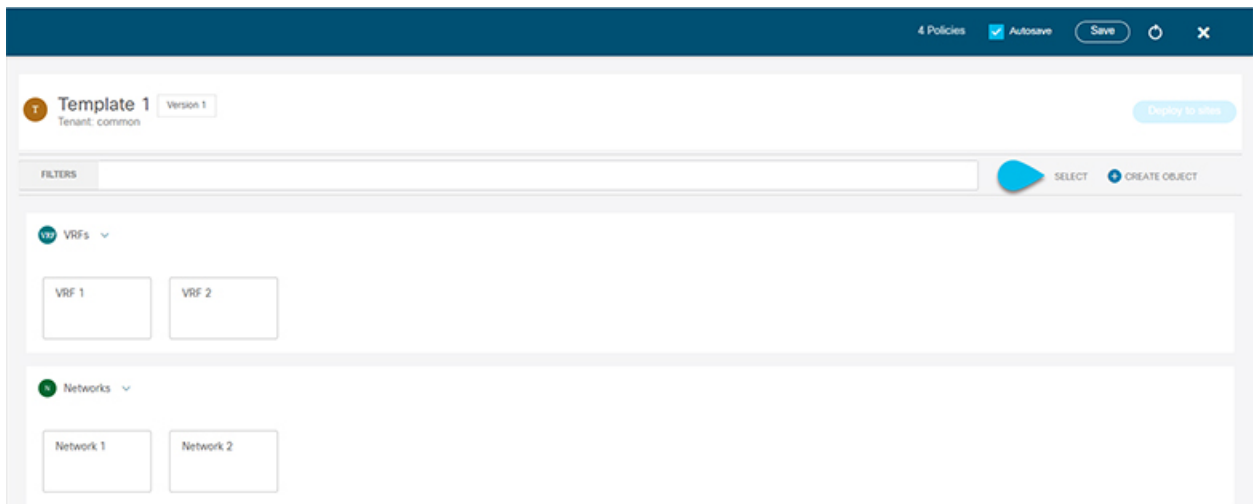 4 Policies Autosave Save
T Template 1 Version 1
Tenant: common
Deploy to sites
FILTERS SELECT CREATE OBJECT
VRF VRFs
VRF 1 VRF 2
N Networks
Network 1 Network 2